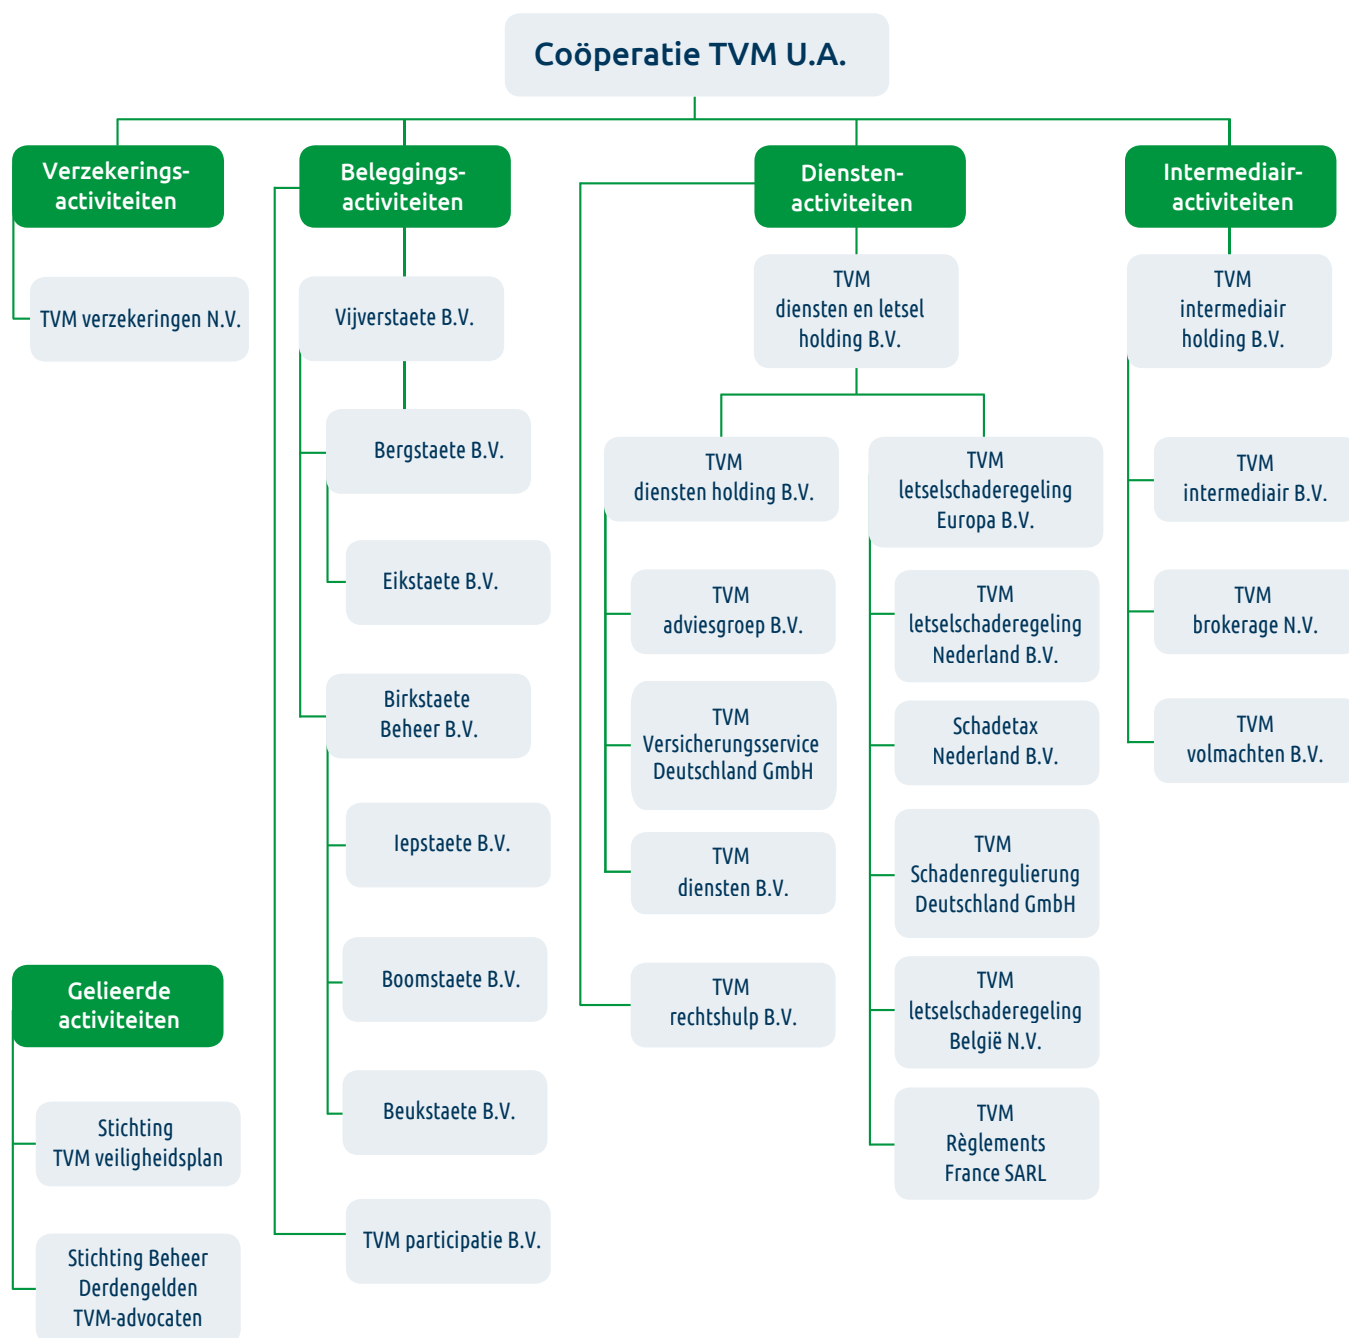 Coöperatie TVM U.A.
Verzekerings-
activiteiten
TVM verzekeringen N.V.
Beleggings-
activiteiten
Vijverstaete B.V.
Bergstaete B.V.
Eikstaete B.V.
Birkstaete
Beheer B.V.
Iepstaete B.V.
Boomstaete B.V.
Beukstaete B.V.
TVM participatie B.V.
Diensten-
activiteiten
TVM
diensten en letsel
holding B.V.
TVM
diensten holding B.V.
TVM
adviesgroep B.V.
TVM
Versicherungsservice
Deutschland GmbH
TVM
diensten B.V.
TVM
rechtshulp B.V.
TVM
letselschaderegeling
Europa B.V.
TVM
letselschaderegeling
Nederland B.V.
Schadetax
Nederland B.V.
TVM
Schadenregulierung
Deutschland GmbH
TVM
letselschaderegeling
België N.V.
TVM
Règlements
France SARL
Intermediair-
activiteiten
TVM
intermediair
holding B.V.
TVM
intermediair B.V.
TVM
brokerage N.V.
TVM
volmachten B.V.
Gelieerde
activiteiten
Stichting
TVM veiligheidsplan
Stichting Beheer
Derdengelden
TVM-advocaten